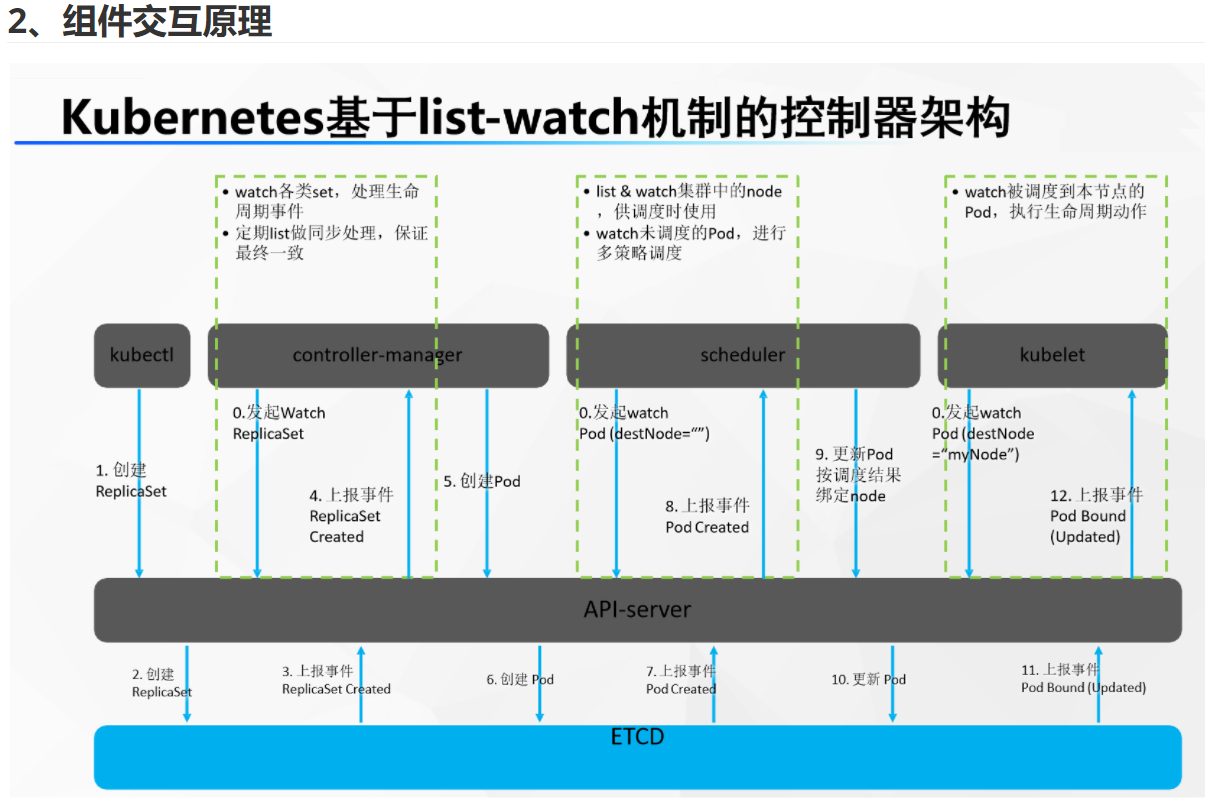 2、组件交互原理
Kubernetes基于list-watch机制的控制器架构
• watch各类set，处理生命
周期事件
• 定期list做同步处理，保证
最终一致
• list & watch集群中的node
，供调度时使用
• watch未调度的Pod，进行
多策略调度
• watch被调度到本节点的
Pod，执行生命周期动作
kubectl
controller-manager
scheduler
kubelet
1. 创建
ReplicaSet
0.发起Watch
ReplicaSet
4. 上报事件
ReplicaSet
Created
5. 创建Pod
0.发起watch
Pod (destNode=“”)
8. 上报事件
Pod Created
9. 更新Pod
按调度结果
绑定node
0.发起watch
Pod (destNode
=“myNode”)
12. 上报事件
Pod Bound
(Updated)
API-server
2. 创建
ReplicaSet
3. 上报事件
ReplicaSet Created
6. 创建 Pod
7. 上报事件
Pod Created
10. 更新 Pod
11. 上报事件
Pod Bound (Updated)
ETCD